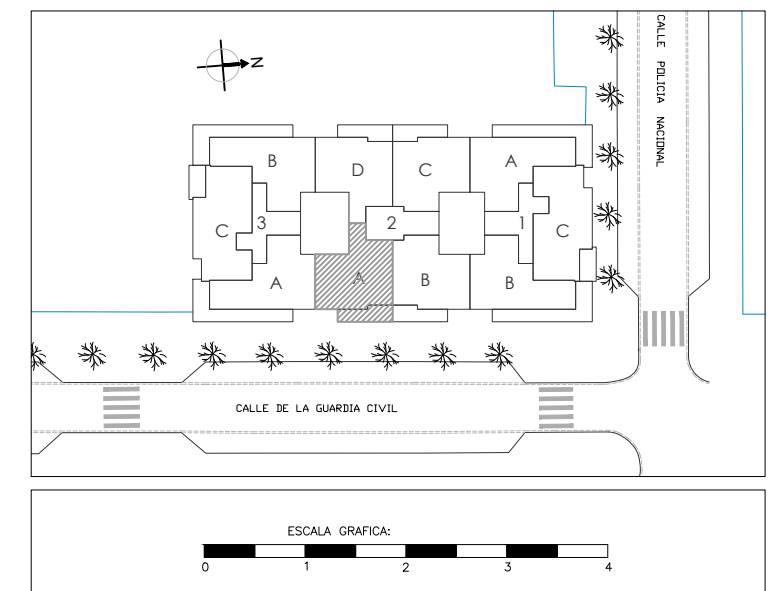 CALLE POLICIA NACIONAL
N
B
D
C
A
C
3
2
1
C
A
A
B
B
CALLE DE LA GUARDIA CIVIL
ESCALA GRAFICA:
0 1 2 3 4